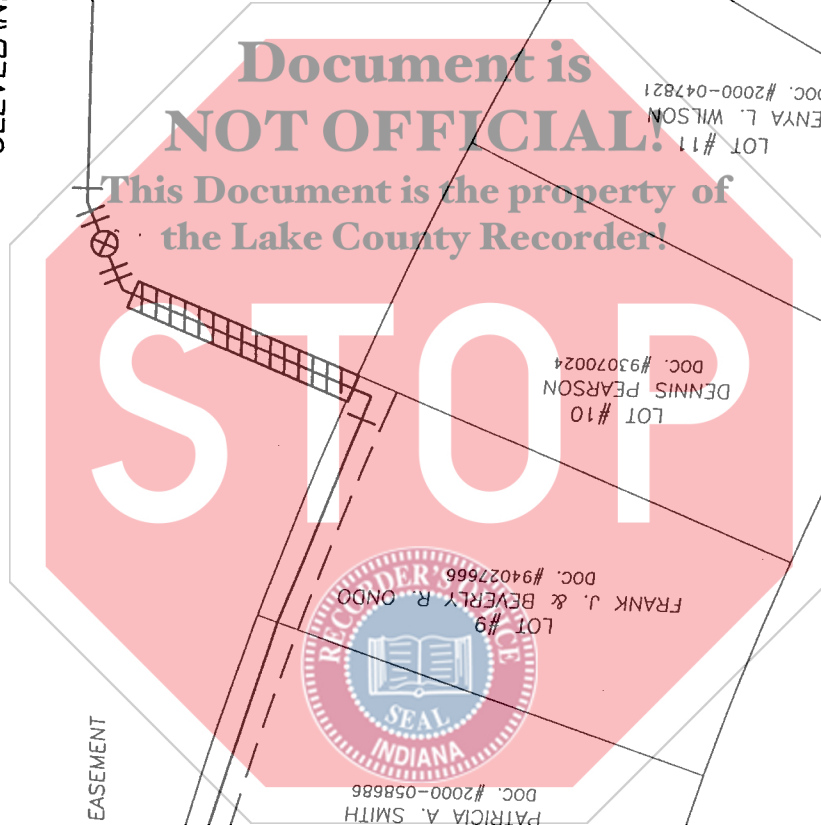 Document is
NOT OFFICIAL!
This Document is the property of
the Lake County Recorder!
STOP
LOT #11
L. WILSON
DOC. #2000-047821
LOT #10
DENNIS PEARSON
DOC. #93070024
LOT #9
FRANK J. & BEVERLY R. ONDO
DOC. #94027666
PATRICIA A. SMITH
DOC. #2000-058686
EASEMENT
RECORDER'S OFFICE
SEAL
INDIANA